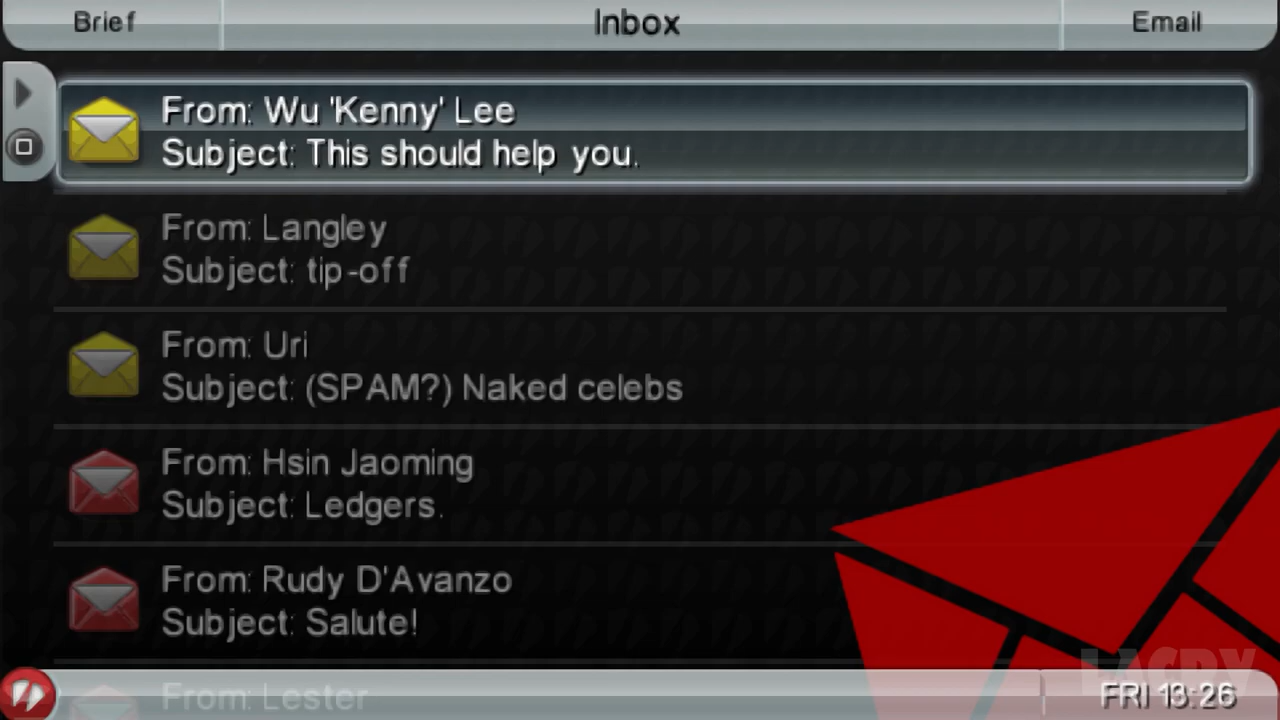 Brief
Inbox
Email
From: Wu 'Kenny' Lee
Subject: This should help you.
From: Langley
Subject: tip-off
From: Uri
Subject: (SPAM?) Naked celebs
From: Hsin Jaoming
Subject: Ledgers.
From: Rudy D'Avanzo
Subject: Salute!
From: Lester
FRI 13:26